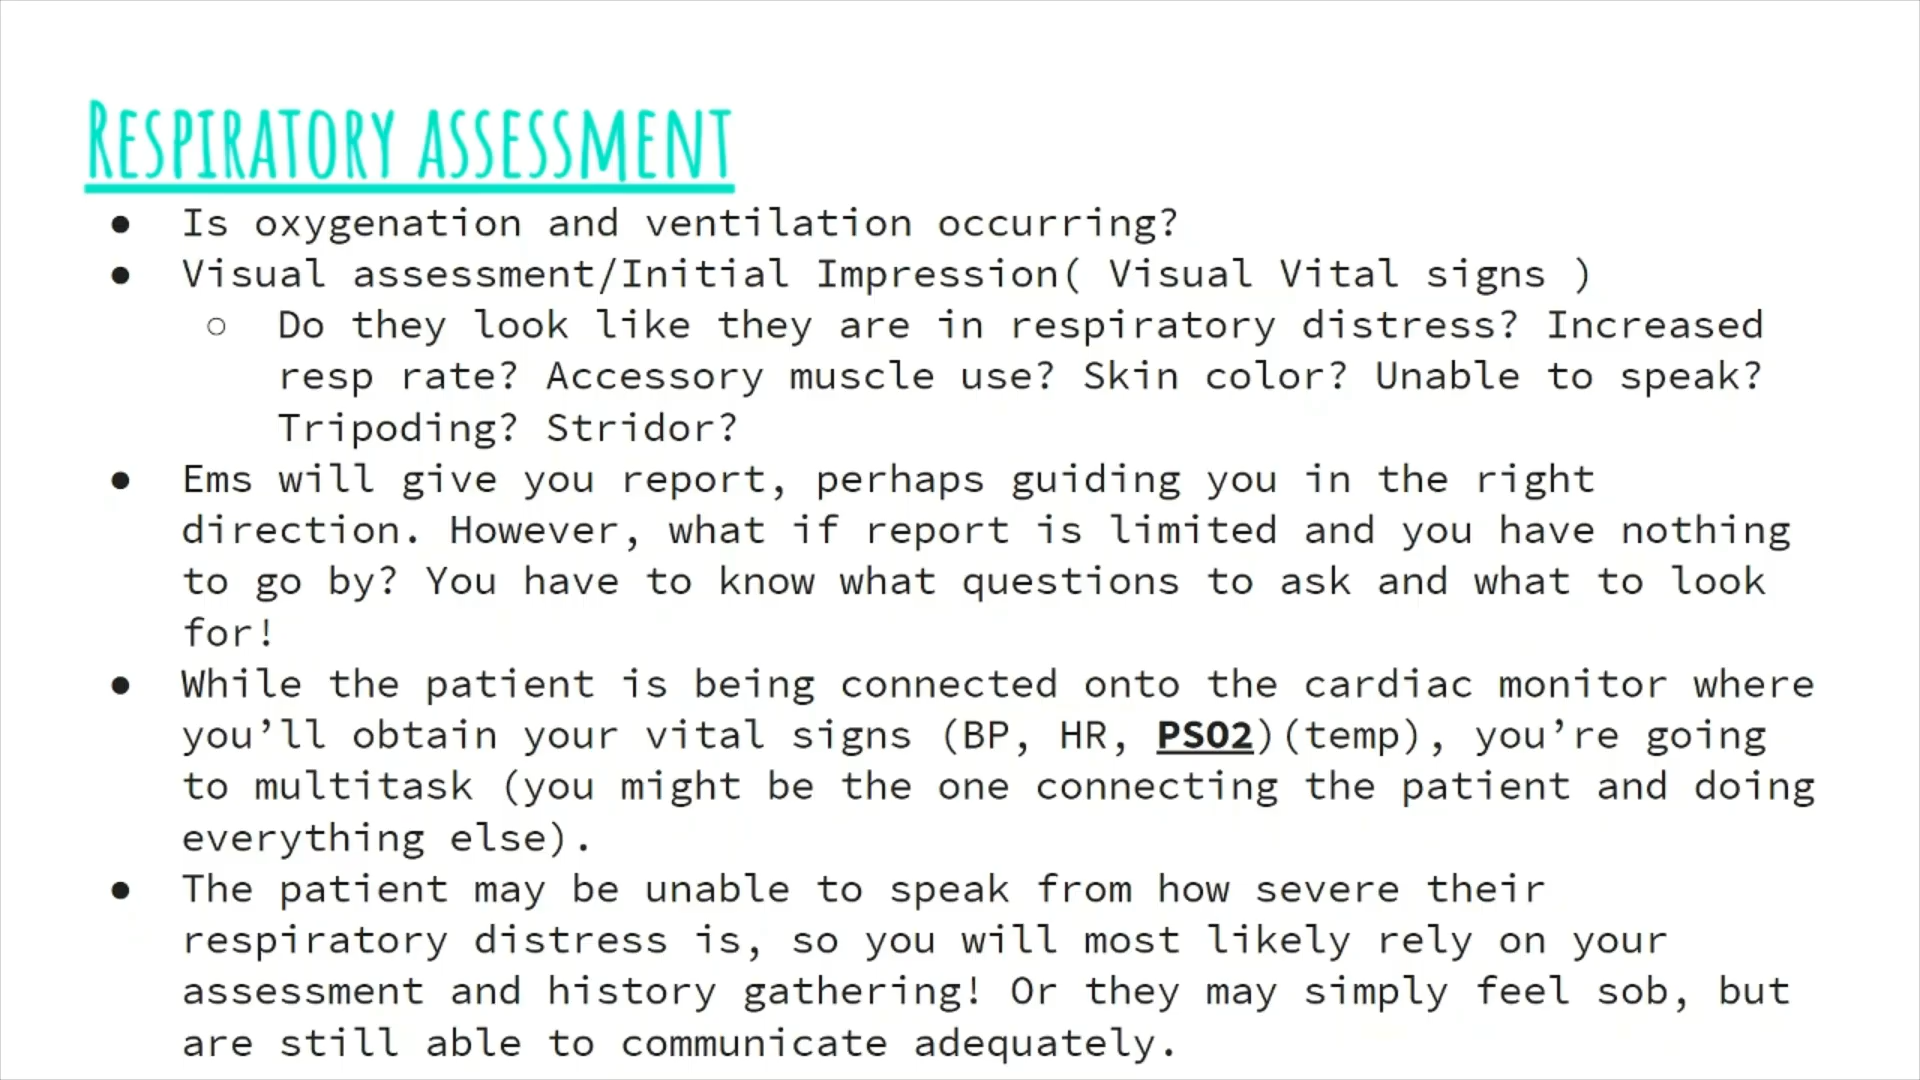 Respiratory assessment
● Is oxygenation and ventilation occurring?
● Visual assessment/Initial Impression( Visual Vital signs )
○ Do they look like they are in respiratory distress? Increased
resp rate? Accessory muscle use? Skin color? Unable to speak?
Tripoding? Stridor?
● Ems will give you report, perhaps guiding you in the right
direction. However, what if report is limited and you have nothing
to go by? You have to know what questions to ask and what to look
for!
● While the patient is being connected onto the cardiac monitor where
you’ll obtain your vital signs (BP, HR, PSO2)(temp), you’re going
to multitask (you might be the one connecting the patient and doing
everything else).
● The patient may be unable to speak from how severe their
respiratory distress is, so you will most likely rely on your
assessment and history gathering! Or they may simply feel sob, but
are still able to communicate adequately.